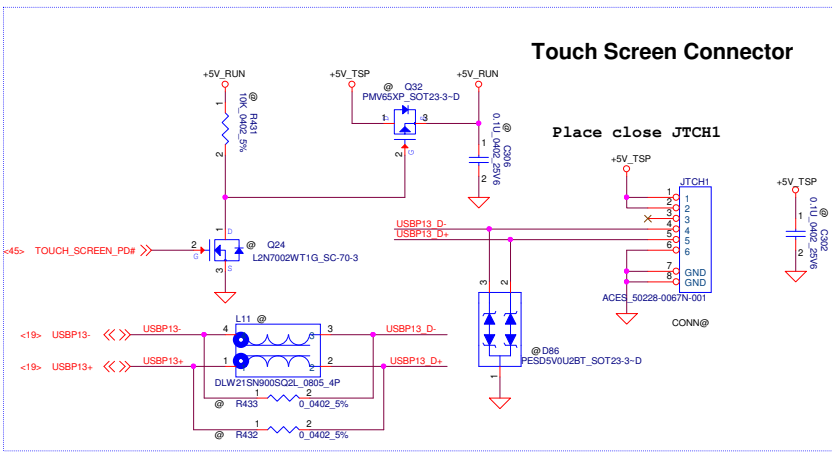 Touch Screen Connector
+5V_RUN
+5V_TSP
@ Q32
+5V_RUN
PMV65XP_SOT23-3~D
1
@
R431
10K_0402_5%
2
1
3
2
G
@
C306
0.1U_0402_25V6
1
2
Place close JTCH1
+5V_TSP
JTCH1
1 1
2 2
3 3
4 4
5 5
6 6
7 GND
8 GND
ACES_50228-0067N-001
CONN@
+5V_TSP
@
C302
0.1U_0402_25V6
1
2
USBP13_D-
USBP13_D+
<45> TOUCH_SCREEN_PD#
2
G
1
D
3
S
@ Q24
L2N7002WT1G_SC-70-3
3
2
1
@D86
PESD5V0U2BT_SOT23-3~D
L11 @
<19> USBP13- USBP13- 4 3 3 USBP13_D-
<19> USBP13+ USBP13+ 1 2 2 USBP13_D+
DLW21SN900SQ2L_0805_4P
1 2
@ R433 0_0402_5%
1 2
@ R432 0_0402_5%